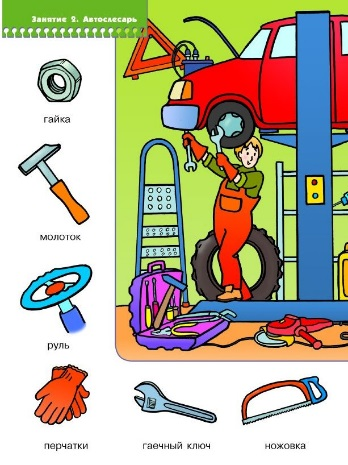 Занятие 2. Автослесарь
гайка
молоток
руль
перчатки
гаечный ключ
ножовка